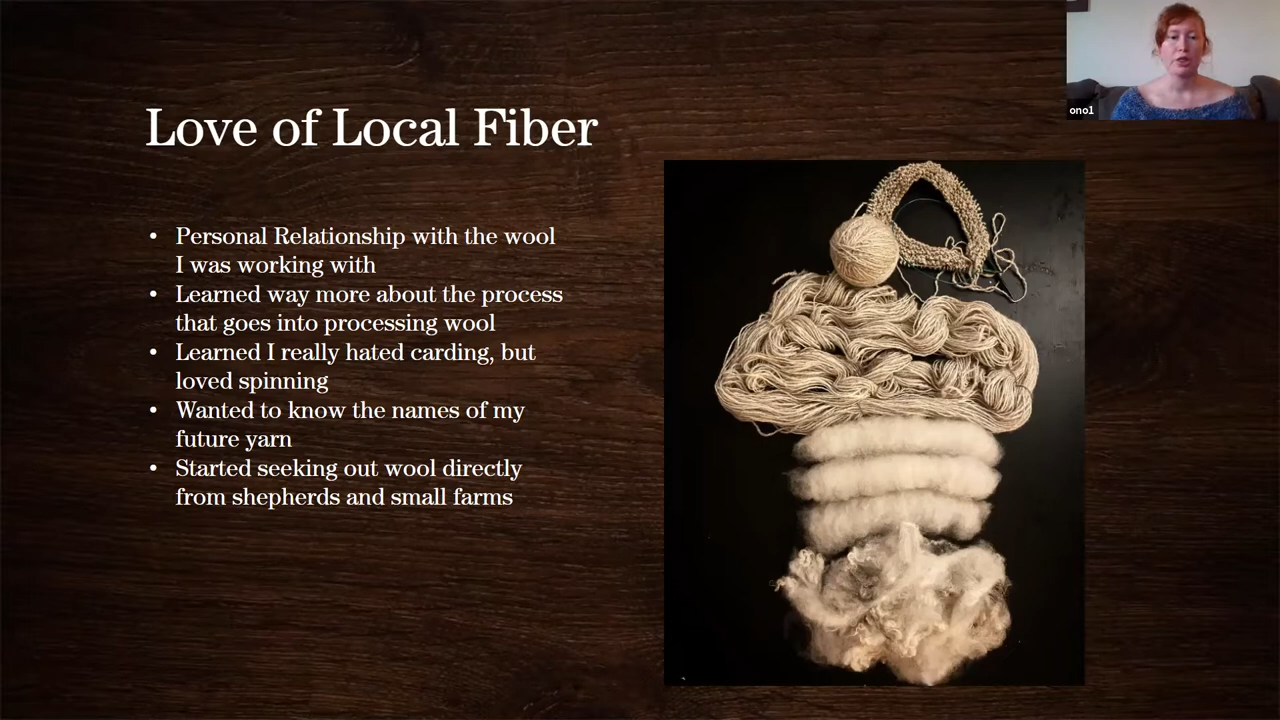 ono1
Love of Local Fiber
• Personal Relationship with the wool
I was working with
• Learned way more about the process
that goes into processing wool
• Learned I really hated carding, but
loved spinning
• Wanted to know the names of my
future yarn
• Started seeking out wool directly
from shepherds and small farms